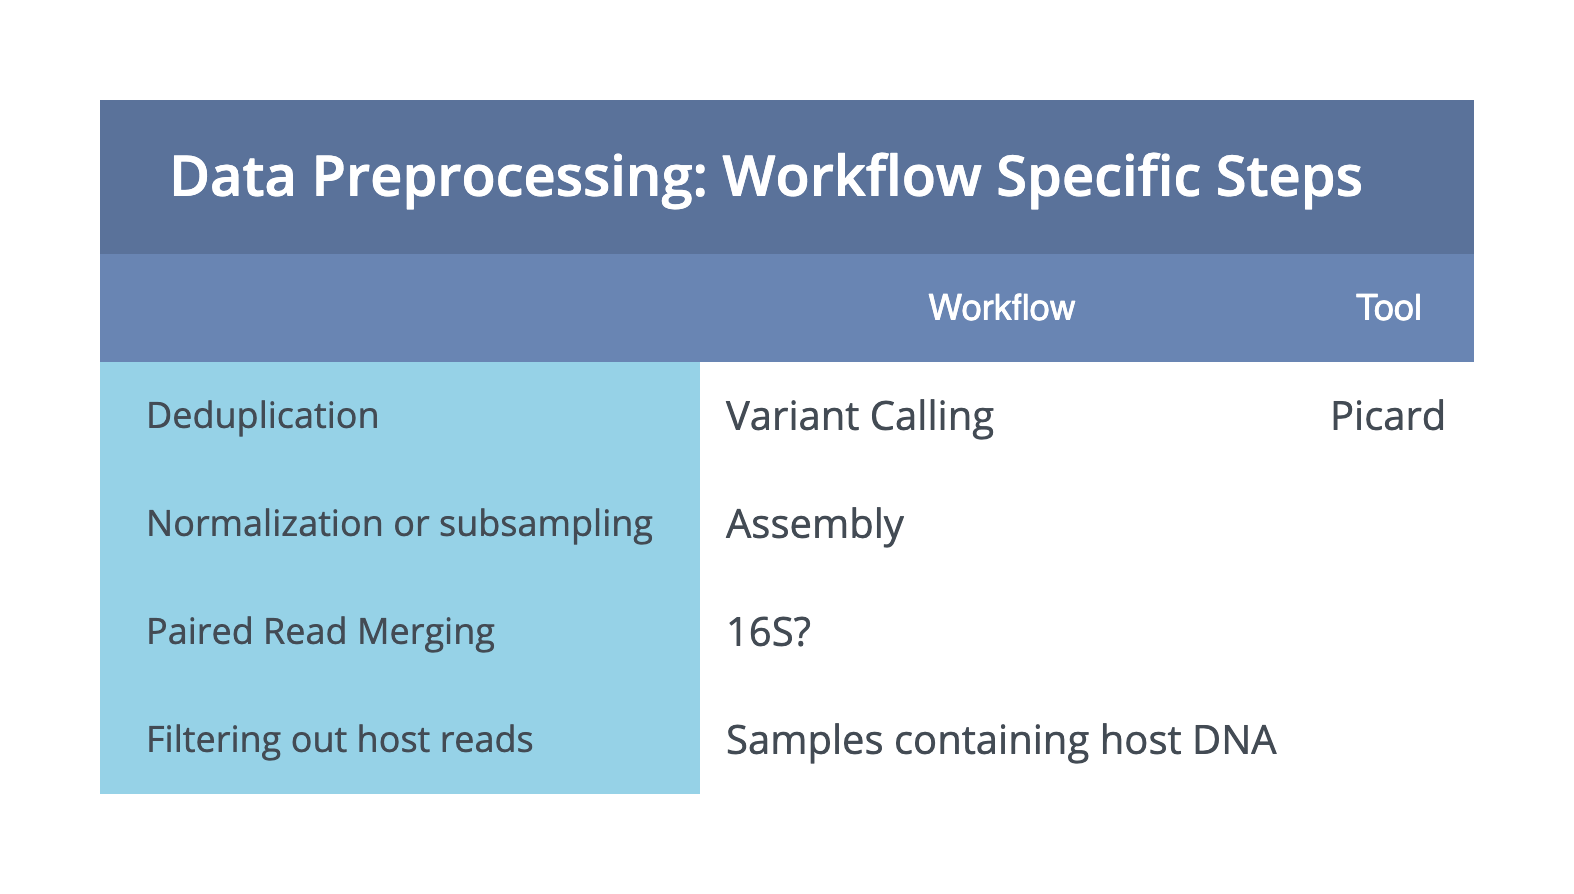 Data Preprocessing: Workflow Specific Steps
Workflow Tool
Deduplication Variant Calling Picard
Normalization or subsampling Assembly
Paired Read Merging 16S?
Filtering out host reads Samples containing host DNA